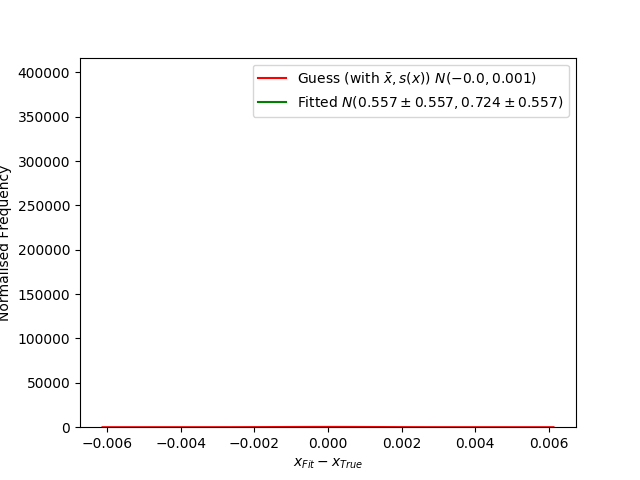 Guess (with x̄, s(x)) N(−0.0, 0.001)
Fitted N(0.557 ± 0.557, 0.724 ± 0.557)
Normalised Frequency
400000
350000
300000
250000
200000
150000
100000
50000
0
−0.006 −0.004 −0.002 0.000 0.002 0.004 0.006
x_Fit − x_True